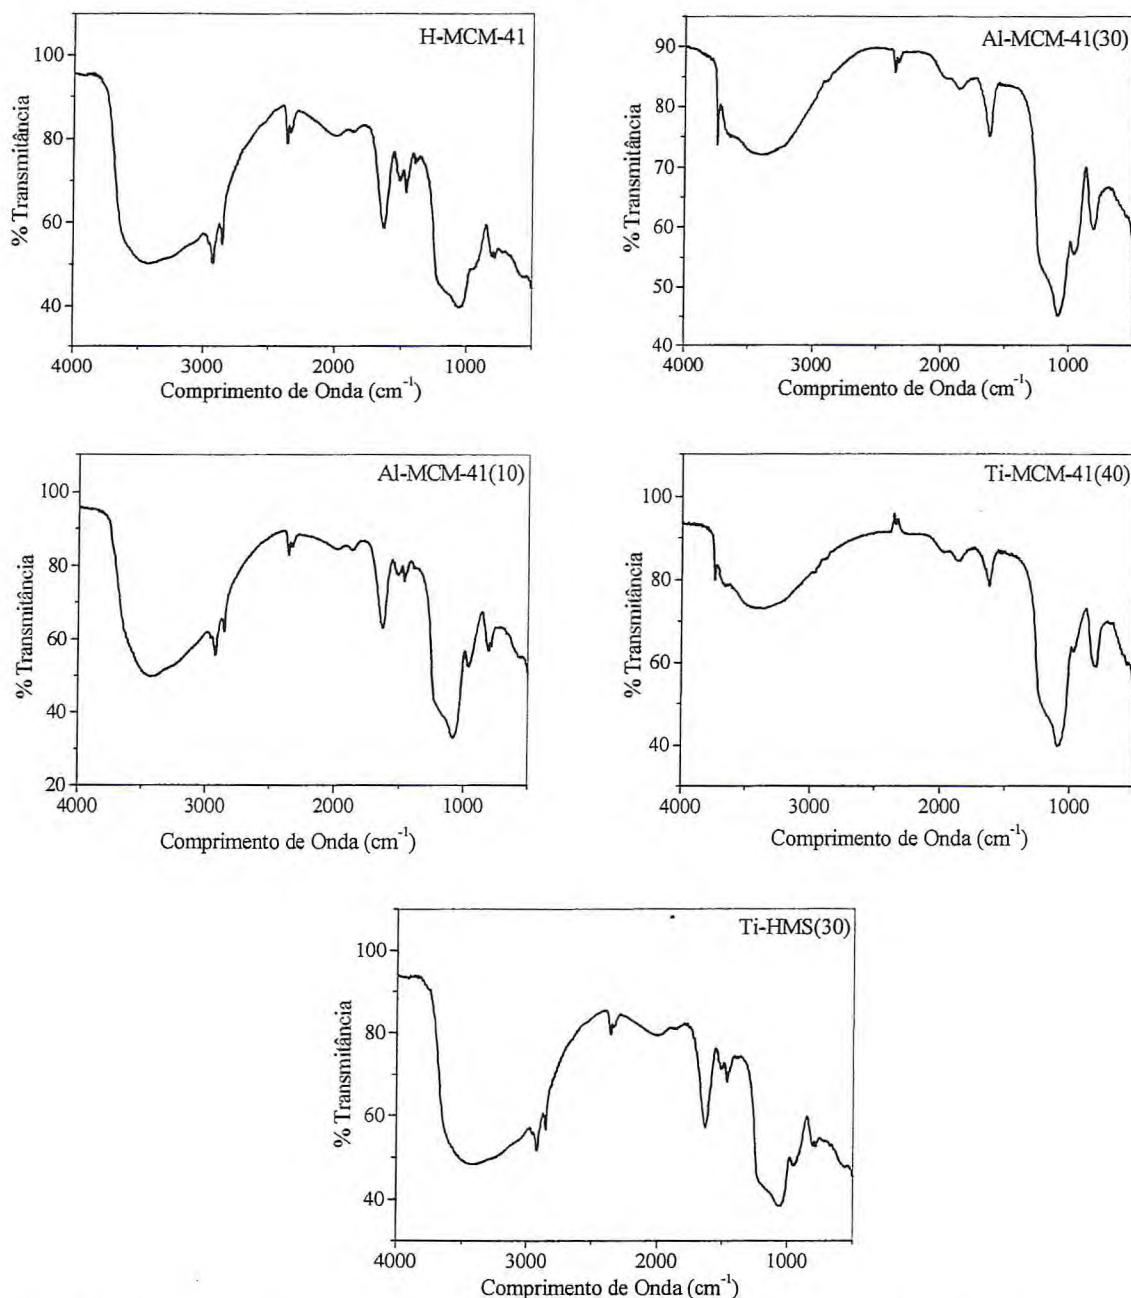 H-MCM-41
100
80
60
40
% Transmitância
4000 3000 2000 1000
Comprimento de Onda (cm⁻¹)
Al-MCM-41(30)
90
80
70
60
50
40
% Transmitância
4000 3000 2000 1000
Comprimento de Onda (cm⁻¹)
Al-MCM-41(10)
100
80
60
40
20
% Transmitância
4000 3000 2000 1000
Comprimento de Onda (cm⁻¹)
Ti-MCM-41(40)
100
80
60
40
% Transmitância
4000 3000 2000 1000
Comprimento de Onda (cm⁻¹)
Ti-HMS(30)
100
80
60
40
% Transmitância
4000 3000 2000 1000
Comprimento de Onda (cm⁻¹)